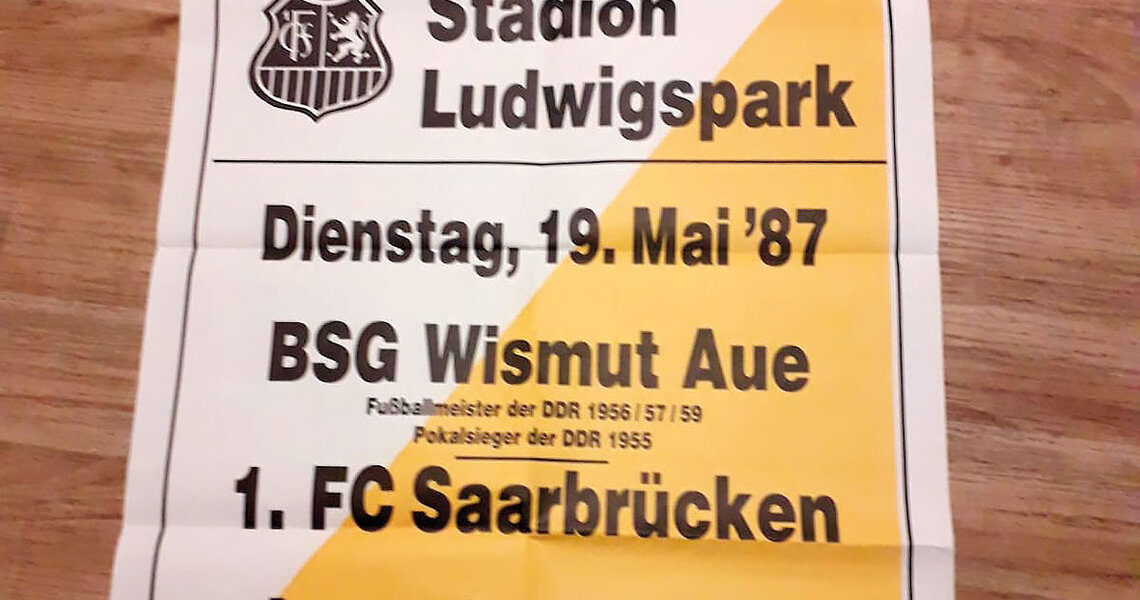 Stadion
Ludwigspark
Dienstag, 19. Mai ’87
BSG Wismut Aue
Fußballmeister der DDR 1956/57/59
Pokalsieger der DDR 1955
1. FC Saarbrücken